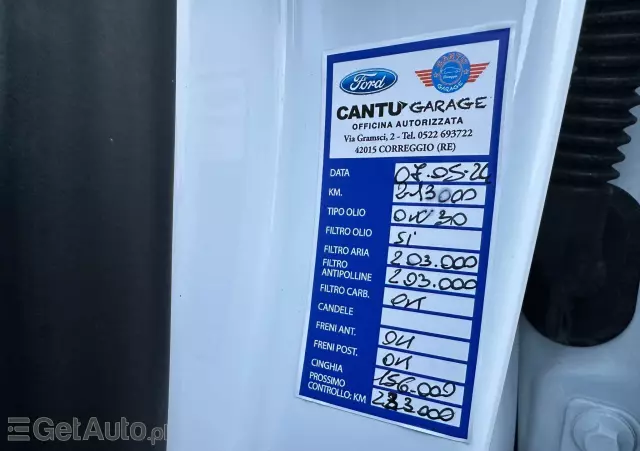 Ford
GARAGE
CANTU GARAGE
OFFICINA AUTORIZZATA
Via Gramsci, 2 - Tel. 0522 693722
42015 CORREGGIO (RE)
DATA 07.05.24
KM. 213000
TIPO OLIO 0W30
FILTRO OLIO SI
FILTRO ARIA 203.000
FILTRO ANTIPOLLINE 203.000
FILTRO CARB. OK
CANDELE
FRENI ANT. OK
FRENI POST. OK
CINGHIA 156.000
PROSSIMO
CONTROLLO: KM 233.000
GetAuto.pl